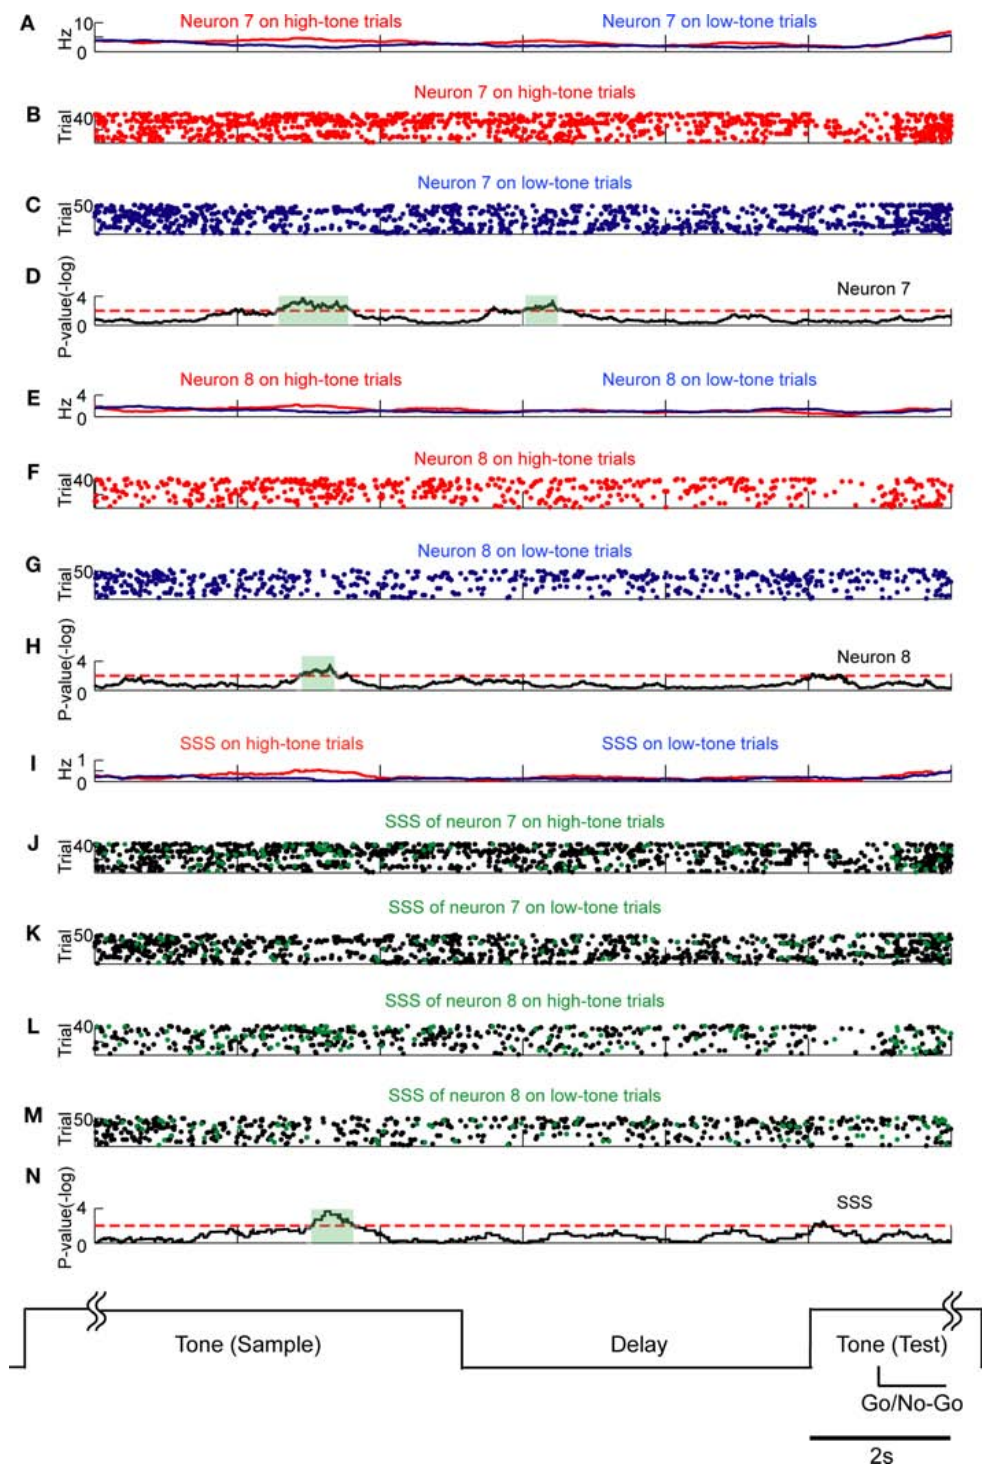 A
Neuron 7 on high-tone trials
Neuron 7 on low-tone trials
10
Hz
0
Neuron 7 on high-tone trials
B
Trial
40
Neuron 7 on low-tone trials
C
Trial
50
D
P-value(-log)
4
0
Neuron 7
Neuron 8 on high-tone trials
Neuron 8 on low-tone trials
E
Hz
4
0
Neuron 8 on high-tone trials
F
Trial
40
Neuron 8 on low-tone trials
G
Trial
50
H
P-value(-log)
4
0
Neuron 8
SSS on high-tone trials
SSS on low-tone trials
I
Hz
1
0
SSS of neuron 7 on high-tone trials
J
Trial
40
SSS of neuron 7 on low-tone trials
K
Trial
50
SSS of neuron 8 on high-tone trials
L
Trial
40
SSS of neuron 8 on low-tone trials
M
Trial
50
N
P-value(-log)
4
0
SSS
Tone (Sample)
Delay
Tone (Test)
Go/No-Go
2s